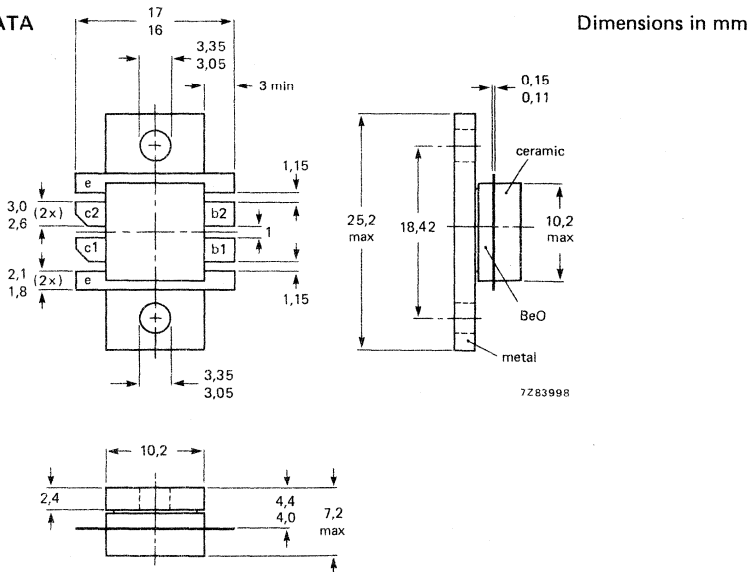 ATA
Dimensions in mm
17
16
3,35
3,05
3 min
e
1,15
3,0
2,6
(2x)
c2
b2
1
c1
b1
2,1
1,8
(2x)
e
1,15
3,35
3,05
0,15
0,11
ceramic
25,2
max
18,42
10,2
max
BeO
metal
7Z83998
10,2
2,4
4,4
4,0
7,2
max